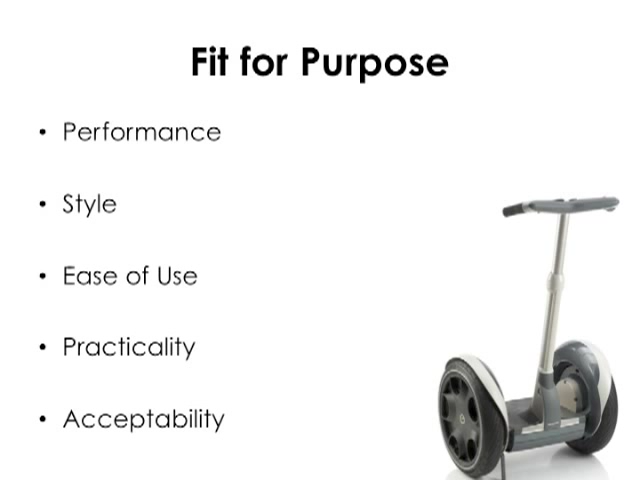 Fit for Purpose
• Performance
• Style
• Ease of Use
• Practicality
• Acceptability